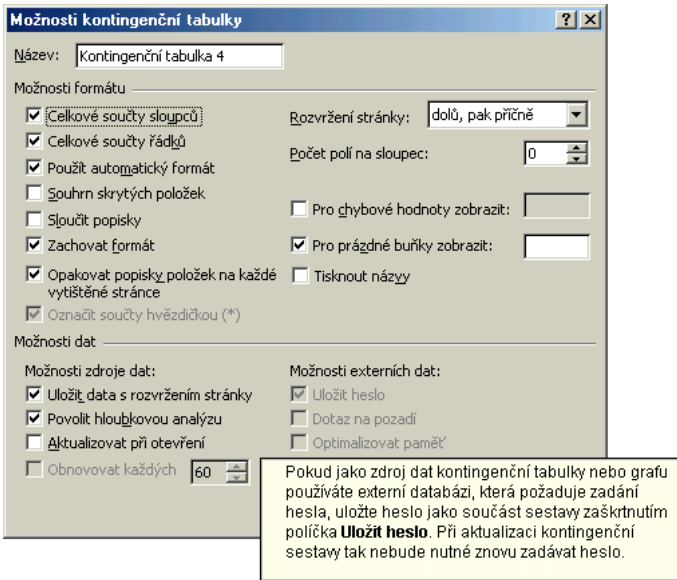 Možnosti kontingenční tabulky
Název: Kontingenční tabulka 4
Možnosti formátu
Celkové součty sloupců
Celkové součty řádků
Použít automatický formát
Souhrn skrytých položek
Sloučit popisky
Zachovat formát
Opakovat popisky položek na každé
vytištěné stránce
Označit součty hvězdičkou (*)
Rozvržení stránky: dolů, pak příčně
Počet polí na sloupec: 0
Pro chybové hodnoty zobrazit:
Pro prázdné buňky zobrazit:
Tisknout názvy
Možnosti dat
Možnosti zdroje dat:
Uložit data s rozvržením stránky
Povolit hloubkovou analýzu
Aktualizovat při otevření
Obnovovat každých 60
Možnosti externích dat:
Uložit heslo
Dotaz na pozadí
Optimalizovat paměť
Pokud jako zdroj dat kontingenční tabulky nebo grafu
používáte externí databázi, která požaduje zadání
hesla, uložte heslo jako součást sestavy zaškrtnutím
políčka Uložit heslo. Při aktualizaci kontingenční
sestavy tak nebude nutné znovu zadávat heslo.